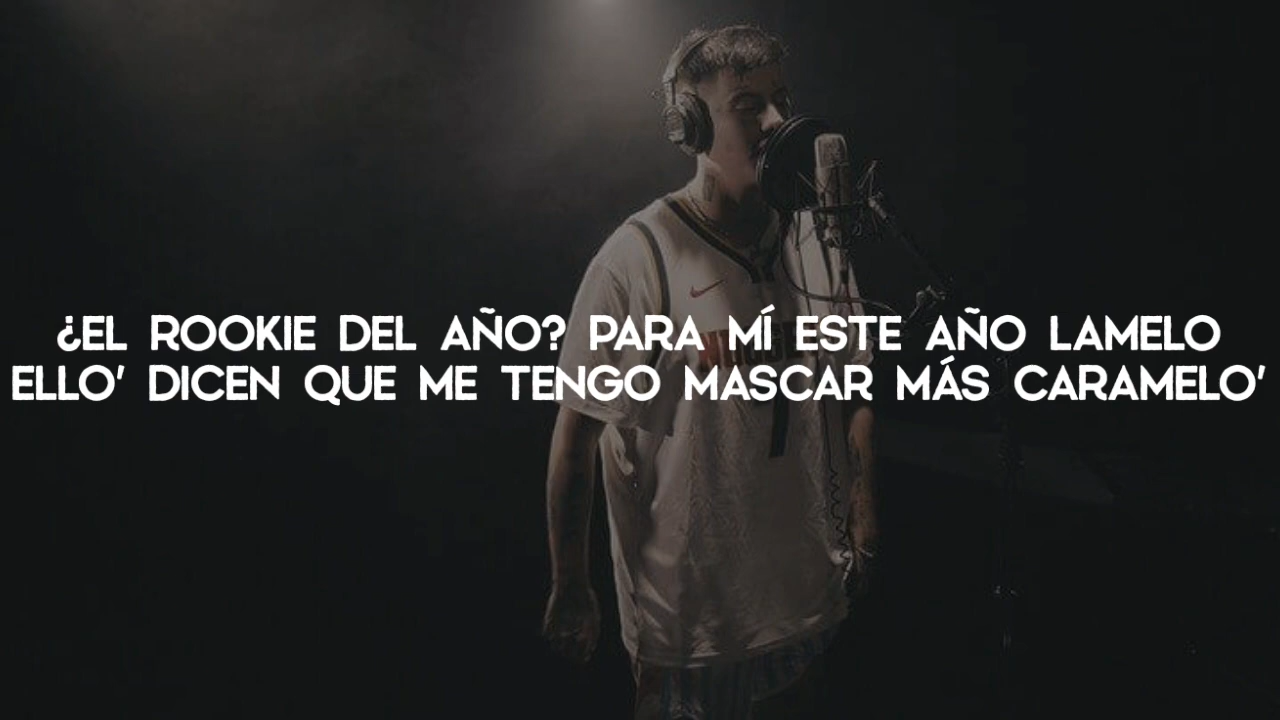 ¿EL ROOKIE DEL AÑO? PARA MÍ ESTE AÑO LAMELO
ELLO' DICEN QUE ME TENGO MASCAR MÁS CARAMELO'